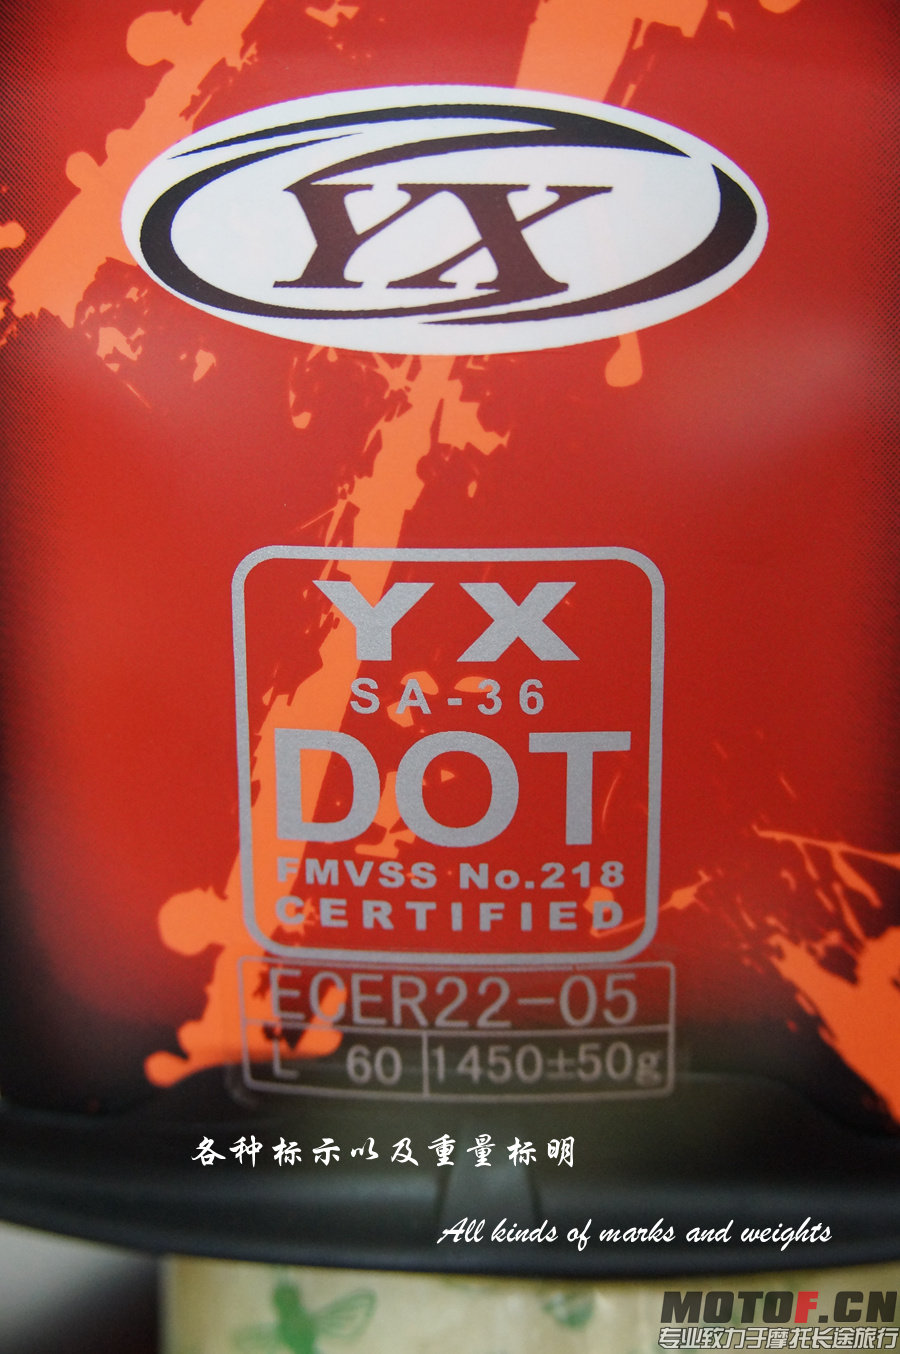 YX
YX
SA-36
DOT
FMVSS No.218
CERTIFIED
ECER22-05
L 60 1450±50g
各种标示以及重量标明
All kinds of marks and weights
MOTOF.CN
专业致力于摩托长途旅行